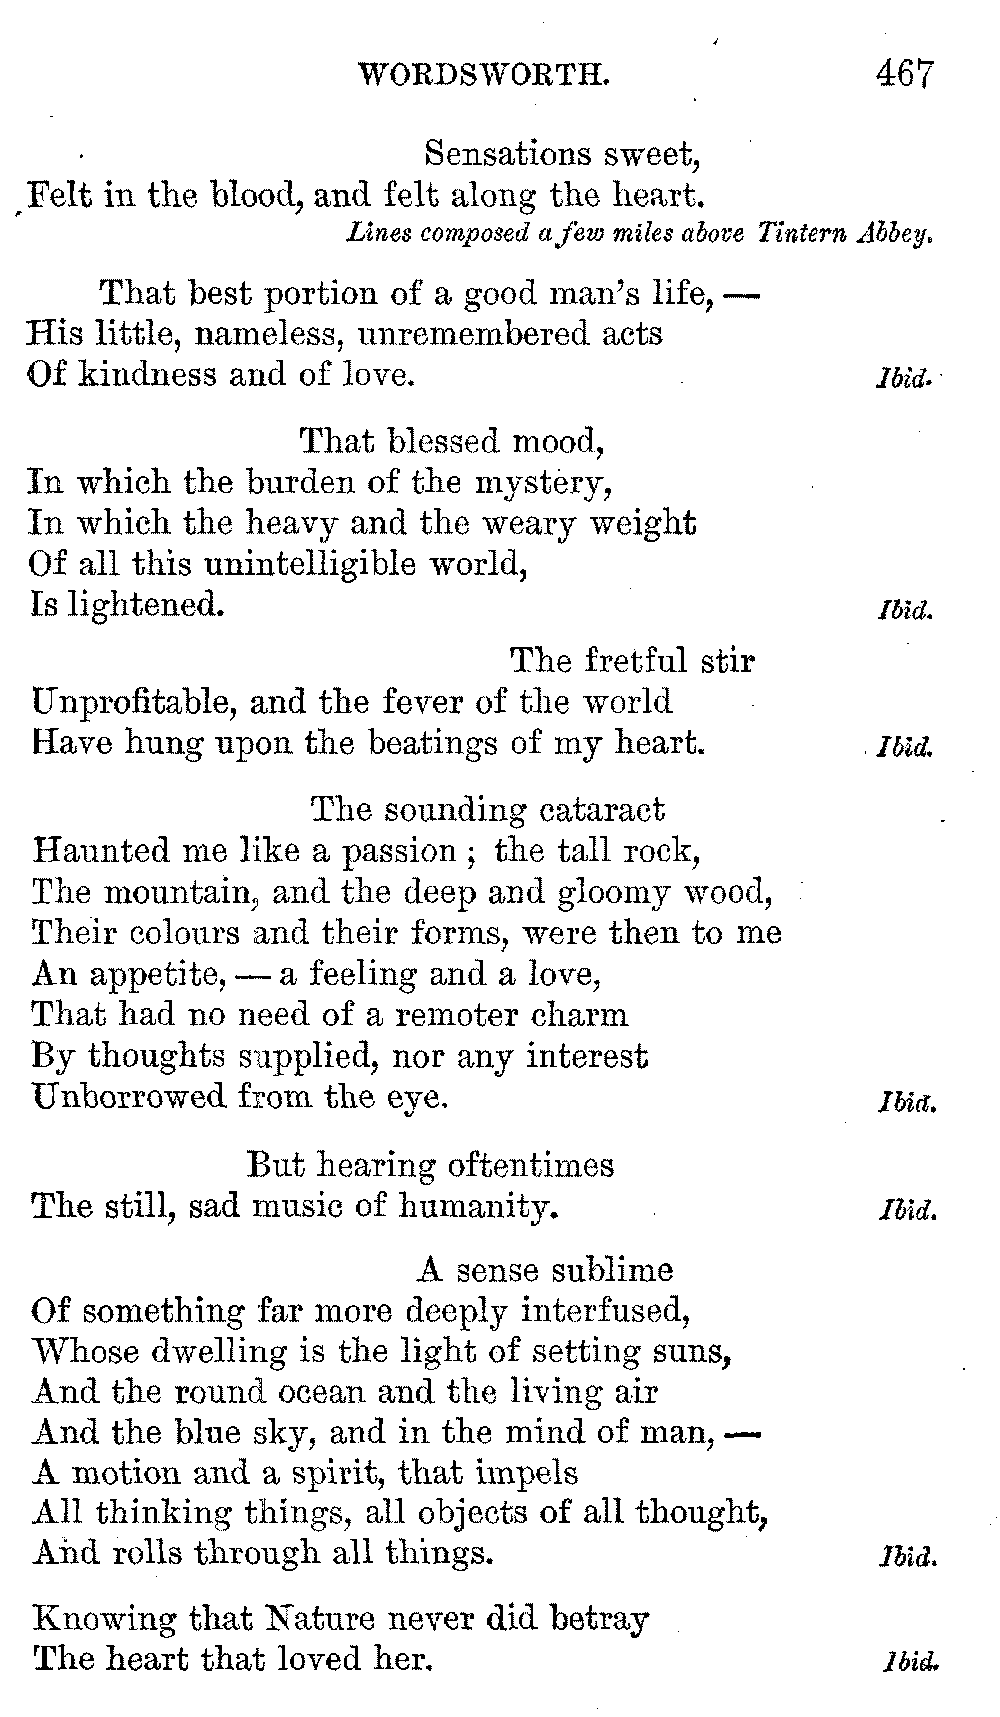 WORDSWORTH. 467
Sensations sweet,
Felt in the blood, and felt along the heart.
Lines composed a few miles above Tintern Abbey.
That best portion of a good man's life, —
His little, nameless, unremembered acts
Of kindness and of love. Ibid.
That blessed mood,
In which the burden of the mystery,
In which the heavy and the weary weight
Of all this unintelligible world,
Is lightened. Ibid.
The fretful stir
Unprofitable, and the fever of the world
Have hung upon the beatings of my heart. Ibid.
The sounding cataract
Haunted me like a passion ; the tall rock,
The mountain, and the deep and gloomy wood,
Their colours and their forms, were then to me
An appetite, — a feeling and a love,
That had no need of a remoter charm
By thoughts supplied, nor any interest
Unborrowed from the eye. Ibid.
But hearing oftentimes
The still, sad music of humanity. Ibid.
A sense sublime
Of something far more deeply interfused,
Whose dwelling is the light of setting suns,
And the round ocean and the living air
And the blue sky, and in the mind of man, —
A motion and a spirit, that impels
All thinking things, all objects of all thought,
And rolls through all things. Ibid.
Knowing that Nature never did betray
The heart that loved her. Ibid.